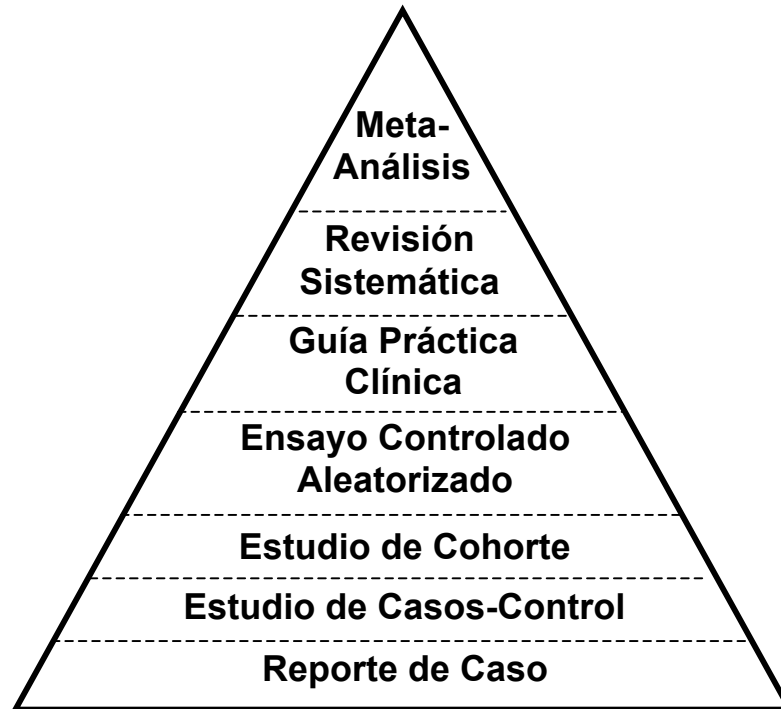 Meta-
Análisis
Revisión
Sistemática
Guía Práctica
Clínica
Ensayo Controlado
Aleatorizado
Estudio de Cohorte
Estudio de Casos-Control
Reporte de Caso